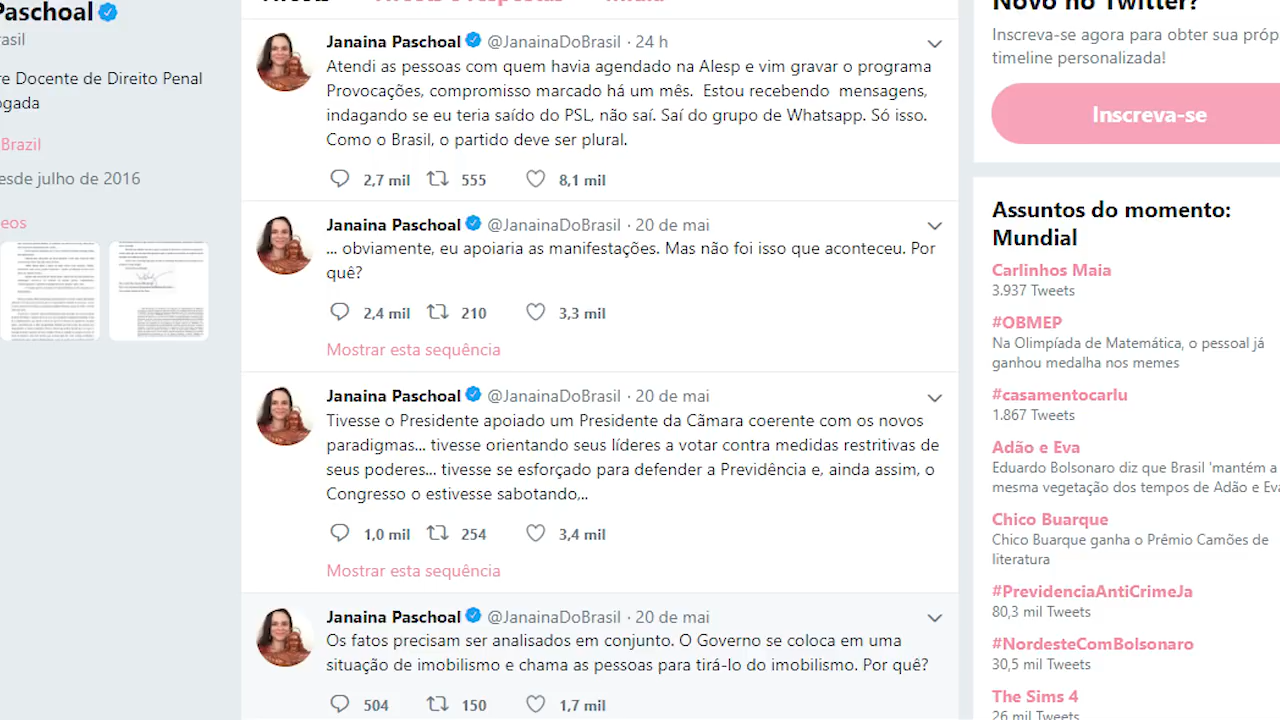 Paschoal
rasil
re Docente de Direito Penal
ogada
Brazil
esde julho de 2016
eos
Tweets Tweets e respostas Mídia
Janaina Paschoal @JanainaDoBrasil · 24 h
Atendi as pessoas com quem havia agendado na Alesp e vim gravar o programa
Provocações, compromisso marcado há um mês. Estou recebendo mensagens,
indagando se eu teria saído do PSL, não saí. Saí do grupo de Whatsapp. Só isso.
Como o Brasil, o partido deve ser plural.
2,7 mil 555 8,1 mil
Janaina Paschoal @JanainaDoBrasil · 20 de mai
... obviamente, eu apoiaria as manifestações. Mas não foi isso que aconteceu. Por
quê?
2,4 mil 210 3,3 mil
Mostrar esta sequência
Janaina Paschoal @JanainaDoBrasil · 20 de mai
Tivesse o Presidente apoiado um Presidente da Cãmara coerente com os novos
paradigmas... tivesse orientando seus líderes a votar contra medidas restritivas de
seus poderes... tivesse se esforçado para defender a Previdência e, ainda assim, o
Congresso o estivesse sabotando,..
1,0 mil 254 3,4 mil
Mostrar esta sequência
Janaina Paschoal @JanainaDoBrasil · 20 de mai
Os fatos precisam ser analisados em conjunto. O Governo se coloca em uma
situação de imobilismo e chama as pessoas para tirá-lo do imobilismo. Por quê?
504 150 1,7 mil
Novo no Twitter?
Inscreva-se agora para obter sua próp
timeline personalizada!
Inscreva-se
Assuntos do momento:
Mundial
Carlinhos Maia
3.937 Tweets
#OBMEP
Na Olimpíada de Matemática, o pessoal já
ganhou medalha nos memes
#casamentocarlu
1.867 Tweets
Adão e Eva
Eduardo Bolsonaro diz que Brasil 'mantém a
mesma vegetação dos tempos de Adão e Eva
Chico Buarque
Chico Buarque ganha o Prêmio Camões de
literatura
#PrevidenciaAntiCrimeJa
80,3 mil Tweets
#NordesteComBolsonaro
30,5 mil Tweets
The Sims 4
26 mil Tweets